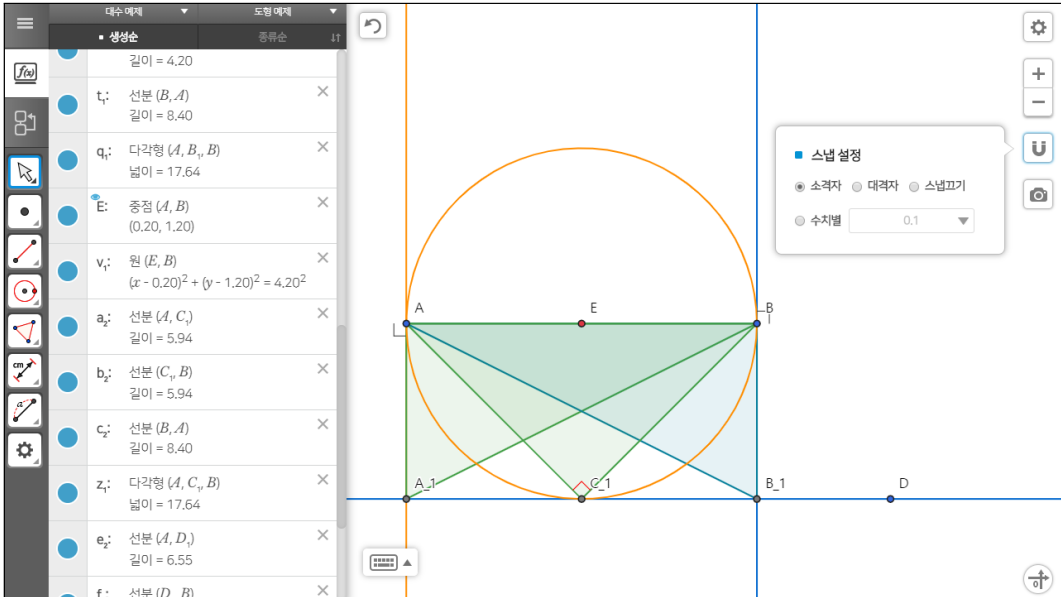 대수 예제 ▼ 도형 예제 ▼
▪ 생성순 종류순 ↓↑
길이 = 4.20
t₁: 선분 (B, A)
길이 = 8.40
q₁: 다각형 (A, B₁, B)
넓이 = 17.64
E: 중점 (A, B)
(0.20, 1.20)
v₁: 원 (E, B)
(x - 0.20)² + (y - 1.20)² = 4.20²
a₂: 선분 (A, C₁)
길이 = 5.94
b₂: 선분 (C₁, B)
길이 = 5.94
c₂: 선분 (B, A)
길이 = 8.40
z₁: 다각형 (A, C₁, B)
넓이 = 17.64
e₂: 선분 (A, D₁)
길이 = 6.55
f₂: 선분 (D₁, B)
f(x)
cm
α
A
E
B
A_1
C_1
B_1
D
스냅 설정
소격자 대격자 스냅끄기
수치별 0.1
0